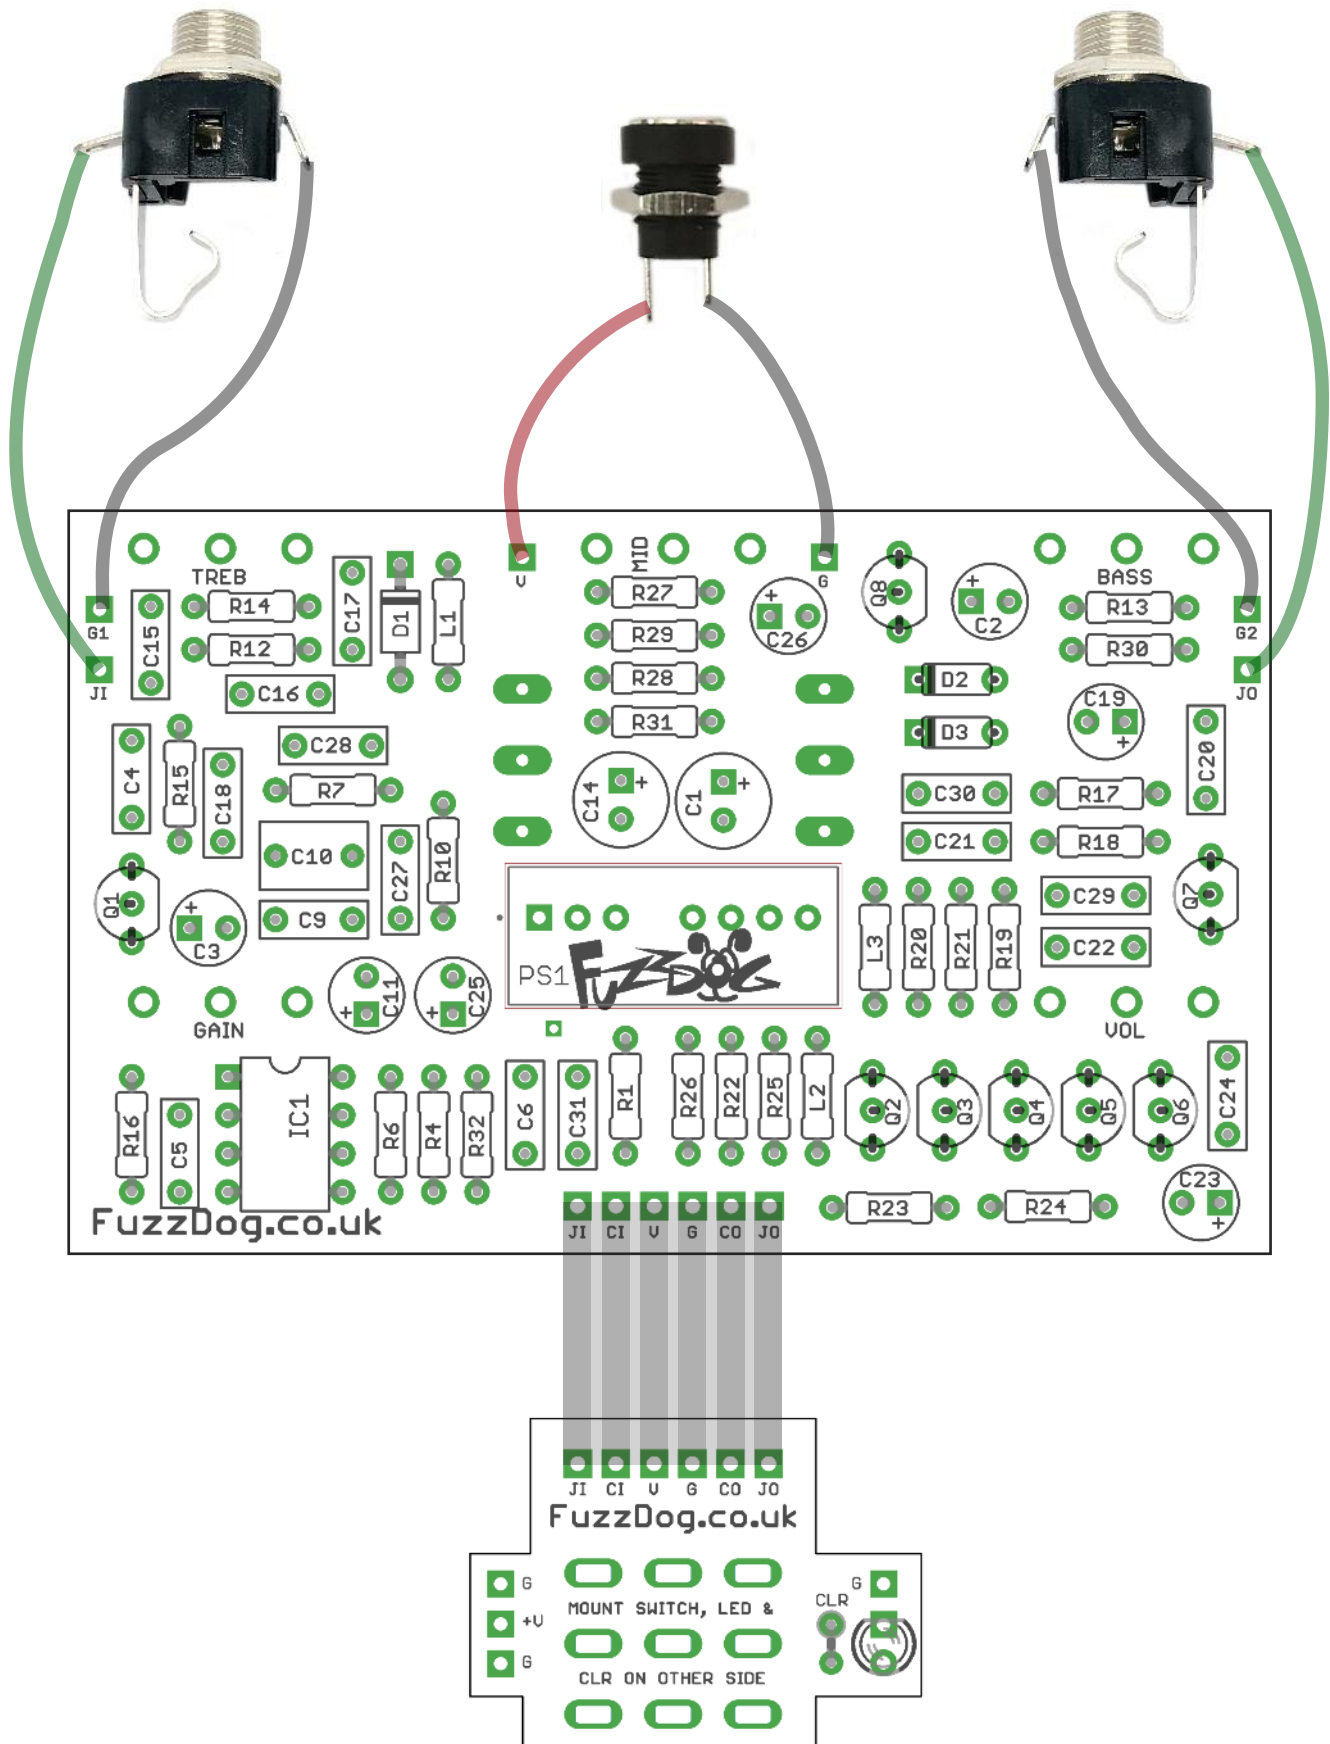 TREB
V
MID
G
BASS
R14
C17
D1
L1
R27
C26
Q8
C2
R13
G1
C15
R12
R29
R30
G2
JI
C16
R28
D2
JO
R31
D3
C19
C4
R15
C18
C28
R7
C14
C1
C30
R17
C20
C10
C27
R10
C21
R18
Q1
C3
C9
C29
Q7
L3
R20
R21
R19
C22
PS1
FuzzDog
C11
C25
GAIN
VOL
R16
C5
IC1
R6
R4
R32
C6
C31
R1
R26
R22
R25
L2
Q2
Q3
Q4
Q5
Q6
C24
C23
R23
R24
FuzzDog.co.uk
JI CI V G CO JO
JI CI V G CO JO
FuzzDog.co.uk
G
G
MOUNT SWITCH, LED &
CLR
+V
G
CLR ON OTHER SIDE